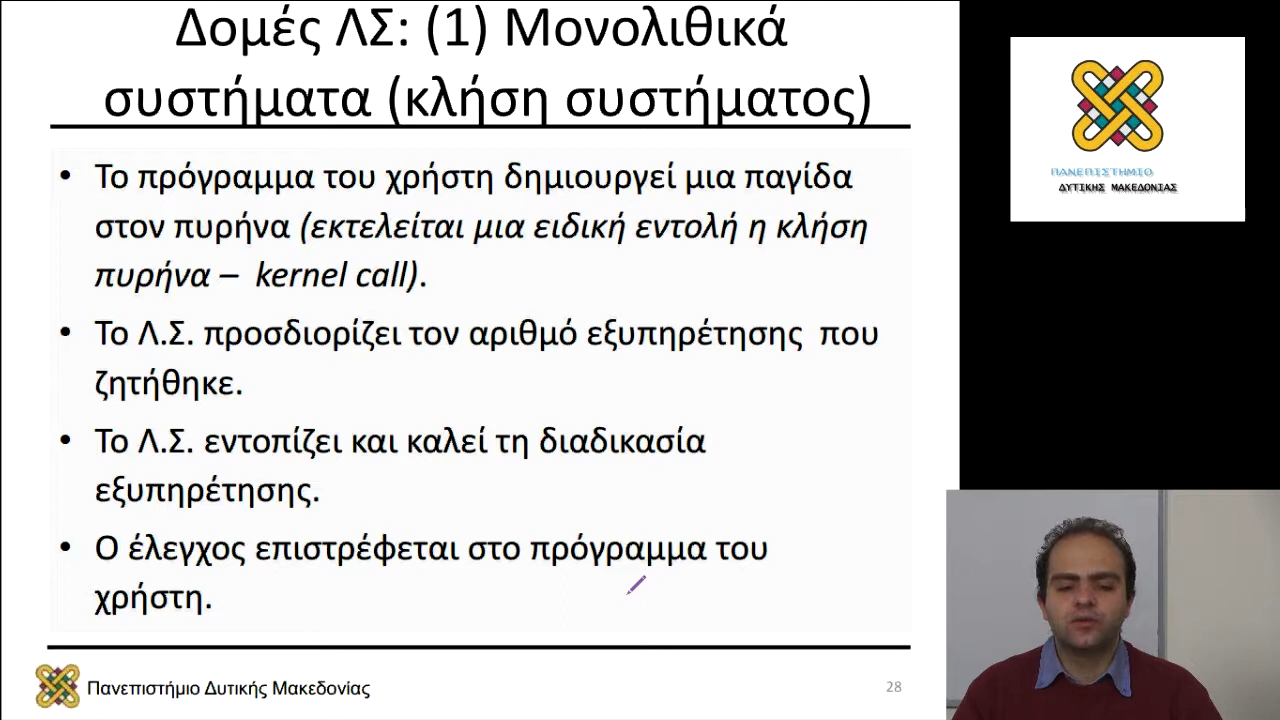 Δομές ΛΣ: (1) Μονολιθικά
συστήματα (κλήση συστήματος)
• Το πρόγραμμα του χρήστη δημιουργεί μια παγίδα
στον πυρήνα (εκτελείται μια ειδική εντολή η κλήση
πυρήνα – kernel call).
• Το Λ.Σ. προσδιορίζει τον αριθμό εξυπηρέτησης που
ζητήθηκε.
• Το Λ.Σ. εντοπίζει και καλεί τη διαδικασία
εξυπηρέτησης.
• Ο έλεγχος επιστρέφεται στο πρόγραμμα του
χρήστη.
Πανεπιστήμιο Δυτικής Μακεδονίας
28
ΠΑΝΕΠΙΣΤΗΜΙΟ
ΔΥΤΙΚΗΣ ΜΑΚΕΔΟΝΙΑΣ